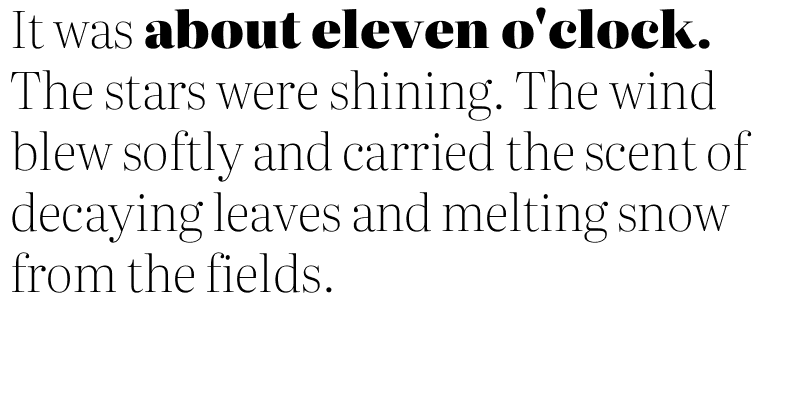 It was about eleven o'clock.
The stars were shining. The wind
blew softly and carried the scent of
decaying leaves and melting snow
from the fields.